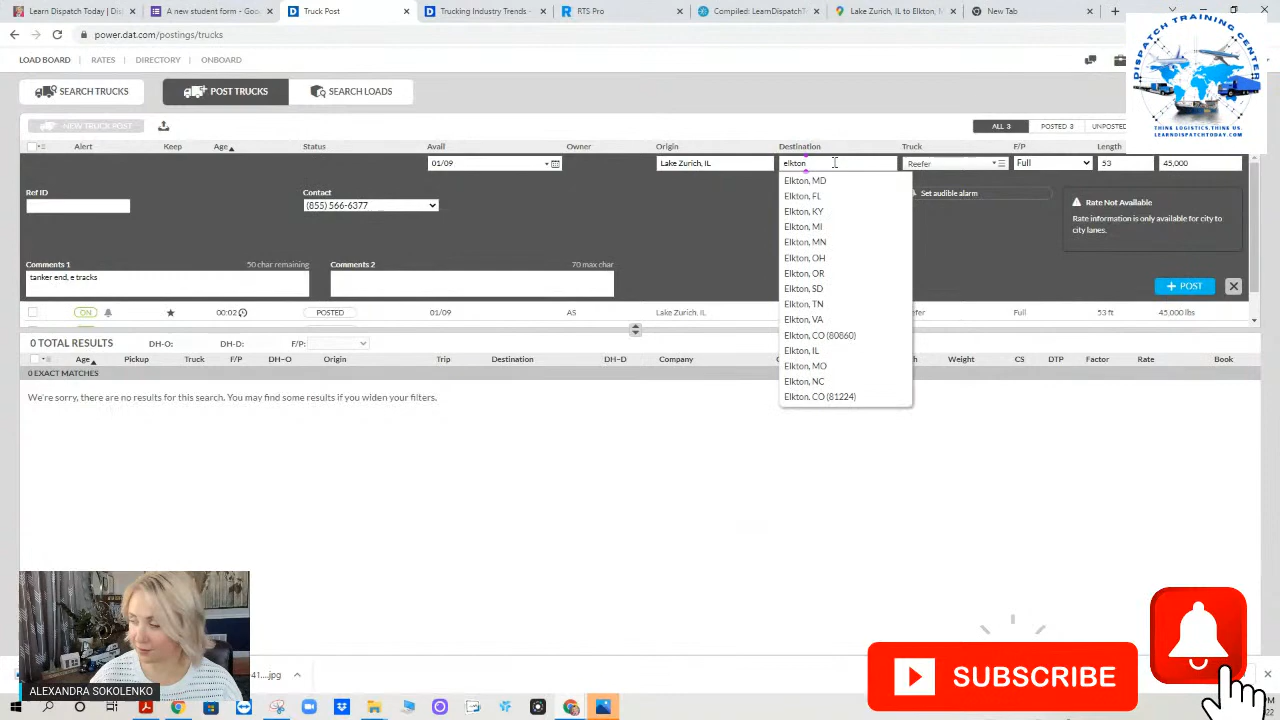 Learn Dispatch Today | Dis
A new student form - Goog
Truck Post
Trucking Industry Trends -
RTS Pro
Compiled: LearnDispatchTo
Lake Zurich, IL to Elkton, M
New Tab
power.dat.com/postings/trucks
LOAD BOARD RATES DIRECTORY ONBOARD
SEARCH TRUCKS POST TRUCKS SEARCH LOADS
NEW TRUCK POST ALL 3 POSTED 3 UNPOSTED
Alert Keep Age Status Avail Owner Origin Destination Truck F/P Length Weight
01/09 Lake Zurich, IL elkton Reefer Full 53 45,000
Elkton, MD
Elkton, FL
Elkton, KY
Elkton, MI
Elkton, MN
Elkton, OH
Elkton, OR
Elkton, SD
Elkton, TN
Elkton, VA
Elkton, CO (80860)
Elkton, IL
Elkton, MO
Elkton, NC
Elkton, CO (81224)
Ref ID
Contact
(855) 566-6377
Set audible alarm
Rate Not Available
Rate information is only available for city to
city lanes.
Comments 1 50 char remaining
tanker end, e tracks
Comments 2 70 max char
POST
ON 00:02 POSTED 01/09 AS Lake Zurich, IL Full 53 ft 45,000 lbs
0 TOTAL RESULTS DH-O: DH-D: F/P:
Age Pickup Truck F/P DH-O Origin Trip Destination DH-D Company Weight CS DTP Factor Rate Book
0 EXACT MATCHES
We're sorry, there are no results for this search. You may find some results if you widen your filters.
DISPATCH TRAINING CENTER
THINK LOGISTICS.THINK US.
LEARNDISPATCHTODAY.COM
41....jpg
ALEXANDRA SOKOLENKO
SUBSCRIBE